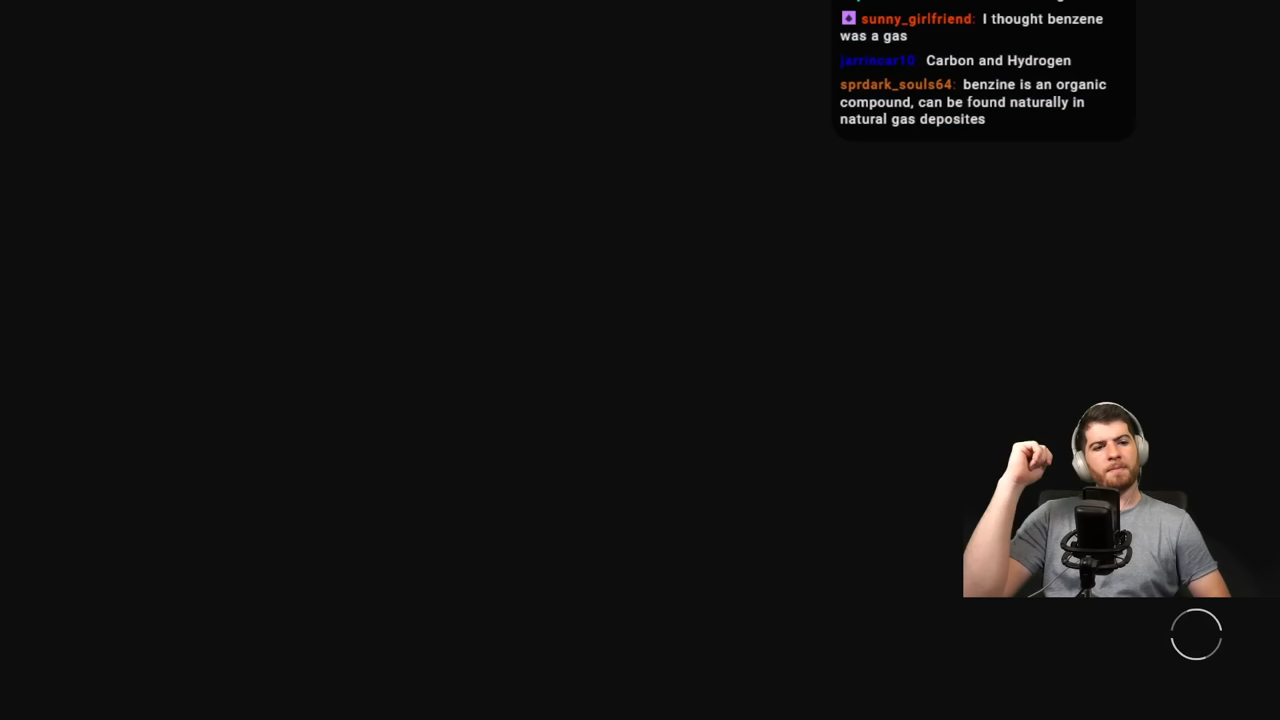 sunny_girlfriend: I thought benzene
was a gas
jarrincar10: Carbon and Hydrogen
sprdark_souls64: benzine is an organic
compound, can be found naturally in
natural gas deposites